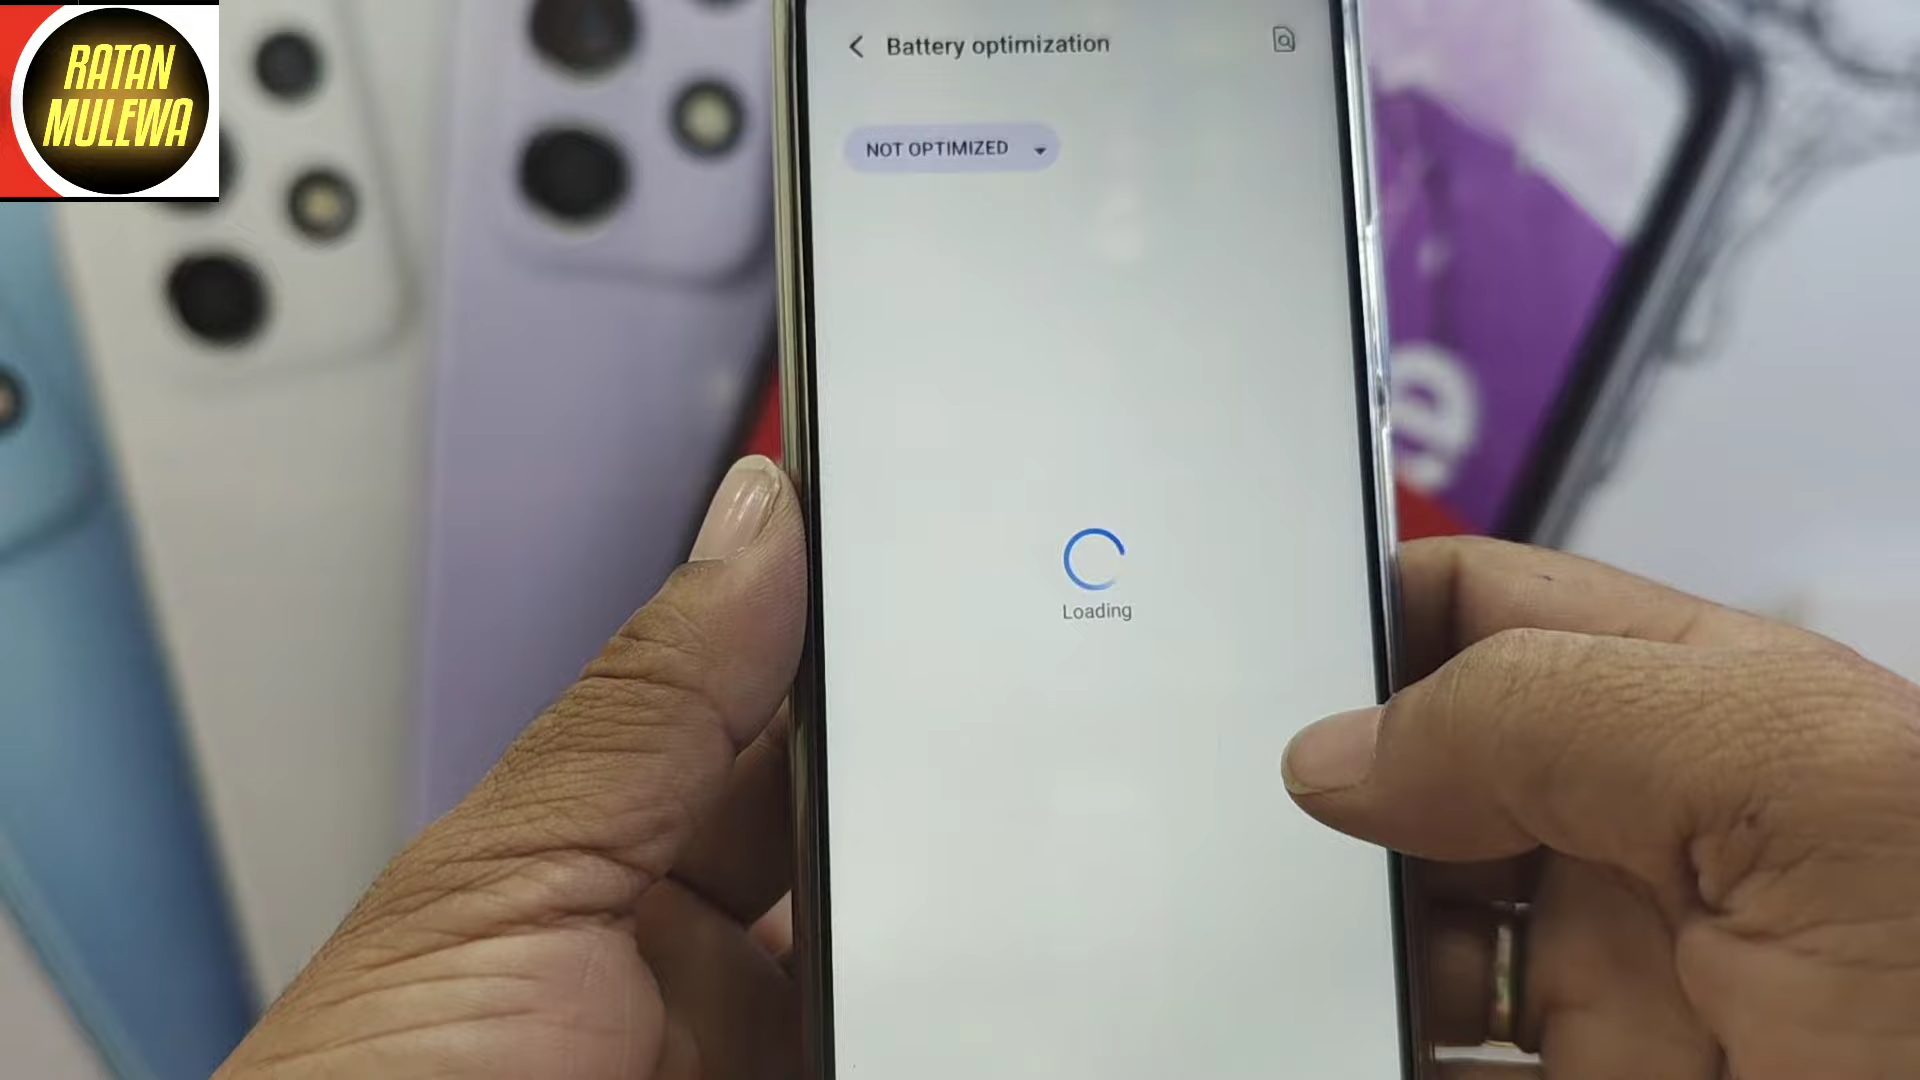 RATAN
MULEWA
Battery optimization
NOT OPTIMIZED
Loading
e